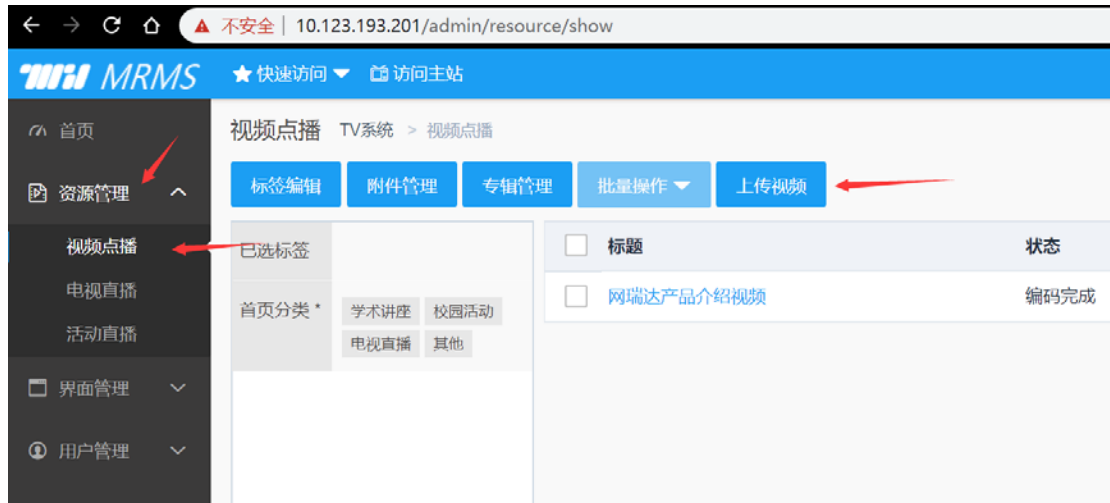 不安全 | 10.123.193.201/admin/resource/show
MRMS 快速访问 访问主站
首页
资源管理
视频点播
电视直播
活动直播
界面管理
用户管理
视频点播 TV系统 > 视频点播
标签编辑 附件管理 专辑管理 批量操作 上传视频
已选标签
首页分类 * 学术讲座 校园活动
电视直播 其他
标题 状态
网瑞达产品介绍视频 编码完成